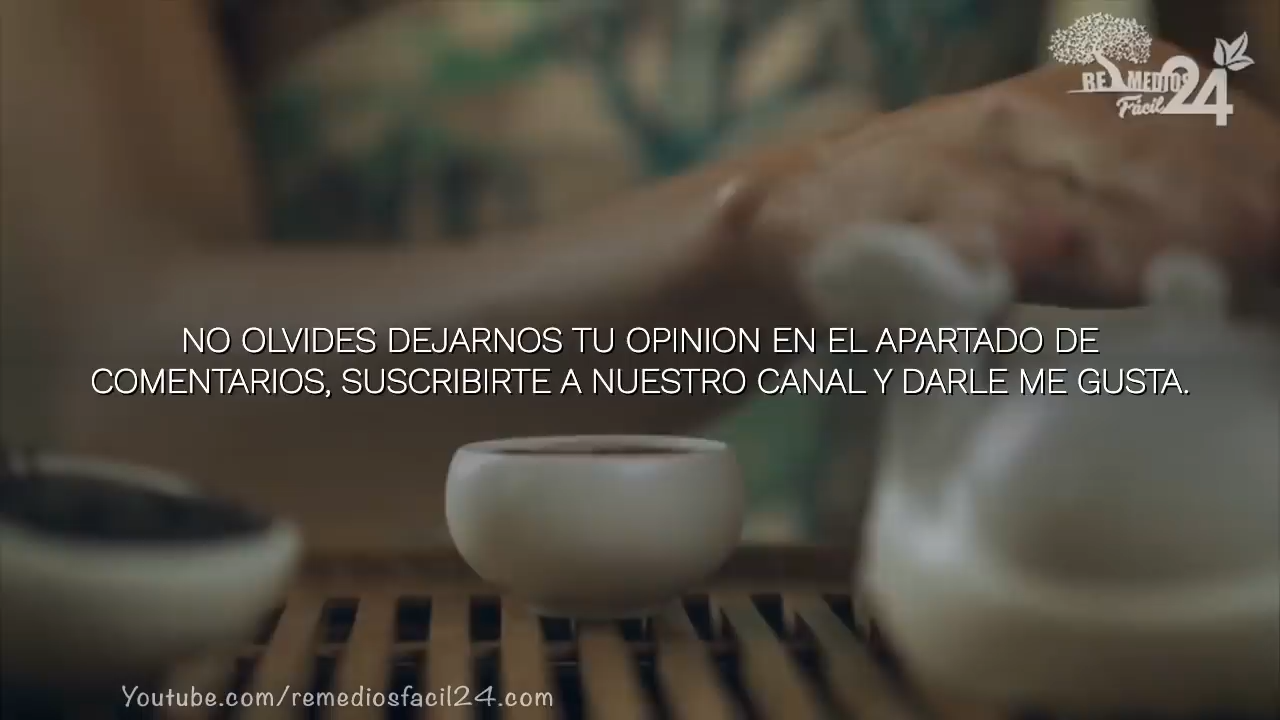 REMEDIOS
Fácil 24
NO OLVIDES DEJARNOS TU OPINION EN EL APARTADO DE
COMENTARIOS, SUSCRIBIRTE A NUESTRO CANAL Y DARLE ME GUSTA.
Youtube.com/remediosfacil24.com